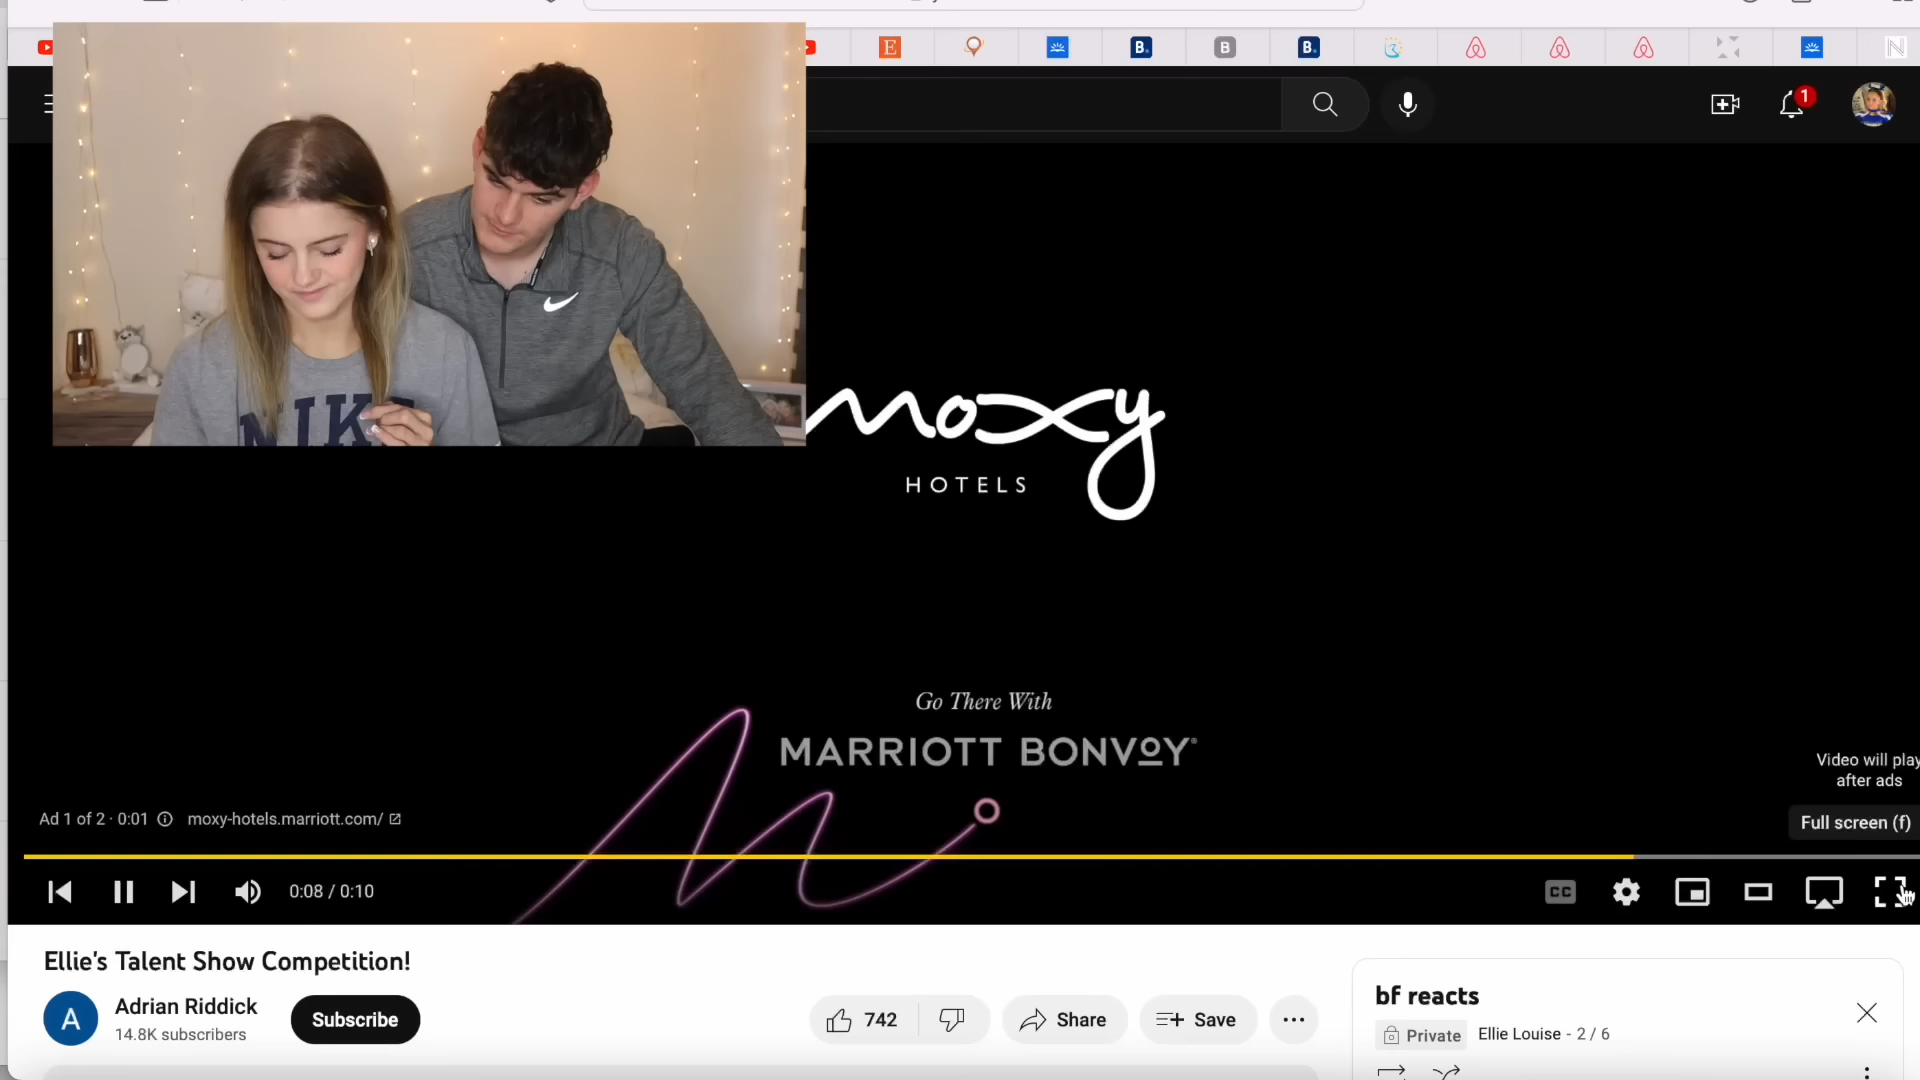 E
B.
B
B.
N
1
NIK
moxy
HOTELS
Go There With
MARRIOTT BONVOY®
Video will play
after ads
Ad 1 of 2 · 0:01
moxy-hotels.marriott.com/
Full screen (f)
0:08 / 0:10
CC
Ellie's Talent Show Competition!
A
Adrian Riddick
14.8K subscribers
Subscribe
742
Share
Save
bf reacts
Private
Ellie Louise - 2 / 6